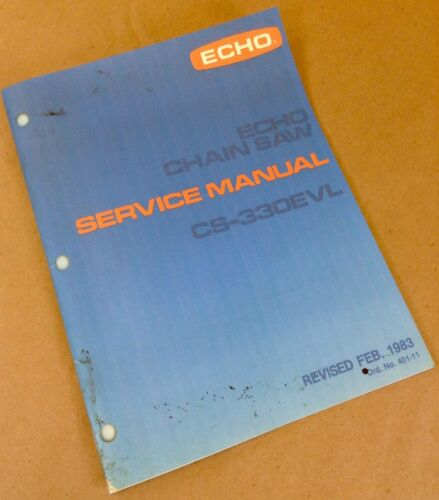 ECHO
ECHO
CHAIN SAW
SERVICE MANUAL
CS-330EVL
REVISED FEB. 1983
Ord. No. 401-11